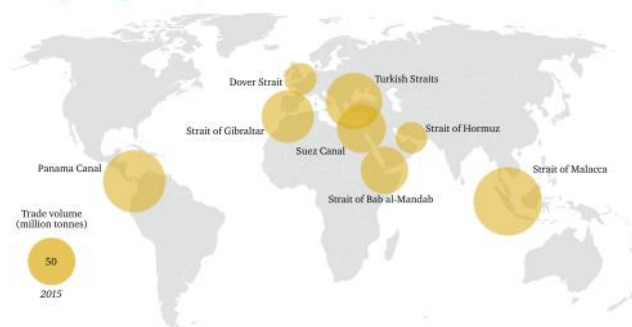 Dover Strait
Turkish Straits
Strait of Gibraltar
Strait of Hormuz
Suez Canal
Panama Canal
Strait of Malacca
Strait of Bab al-Mandab
Trade volume
(million tonnes)
50
2015